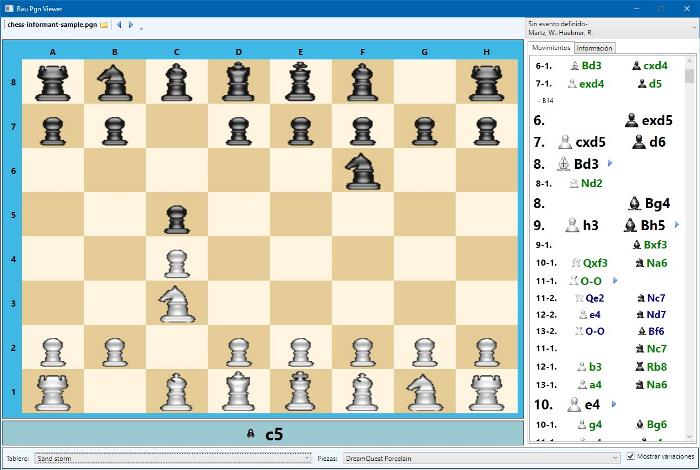 Bau Pgn Viewer
chess-informant-sample.pgn
Sin evento definido-
Martz, W.-Huebner, R.
Movimientos Información
A B C D E F G H
8
7
6
5
4
3
2
1
c5
6-1. Bd3 cxd4
7-1. exd4 d5
- B14
6. exd5
7. cxd5 d6
8. Bd3
8-1. Nd2
8. Bg4
9. h3 Bh5
9-1. Bxf3
10-1. Qxf3 Na6
11-1. O-O
11-2. Qe2 Nc7
12-2. e4 Nd7
13-2. O-O Bf6
11-1. Nc7
12-1. b3 Rb8
13-1. a4 Na6
10. e4
10-1. g4 Bg6
Tablero: Sand storm Piezas: DreamQuest Porcelain Mostrar variaciones